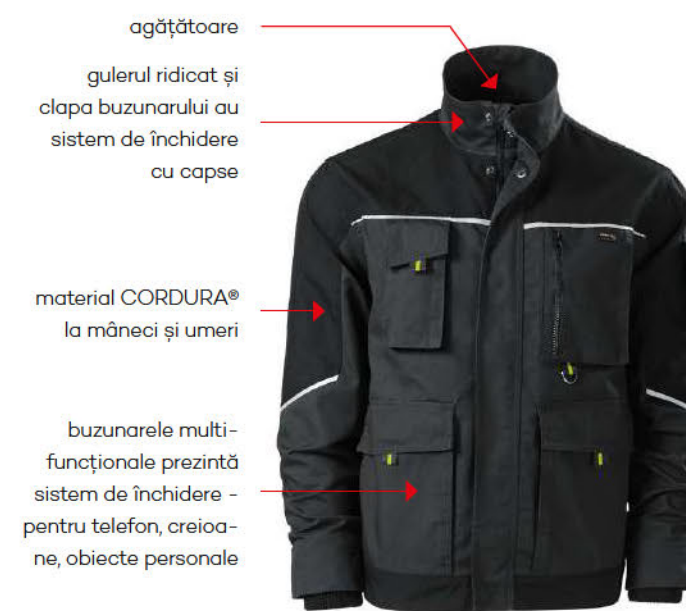 agățătoare
gulerul ridicat și
clapa buzunarului au
sistem de închidere
cu capse
material CORDURA®
la mâneci și umeri
buzunarele multi-
funcționale prezintă
sistem de închidere -
pentru telefon, creioa-
ne, obiecte personale